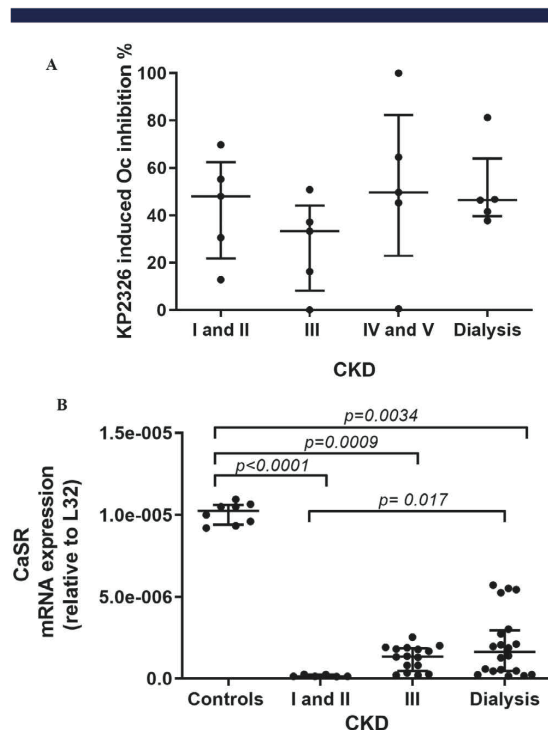 A
KP2326 induced Oc inhibition %
100
80
60
40
20
0
I and II
III
IV and V
Dialysis
CKD
B
CaSR
mRNA expression
(relative to L32)
1.5e-005
1.0e-005
5.0e-006
0.0
p=0.0034
p=0.0009
p<0.0001
p= 0.017
Controls
I and II
III
Dialysis
CKD